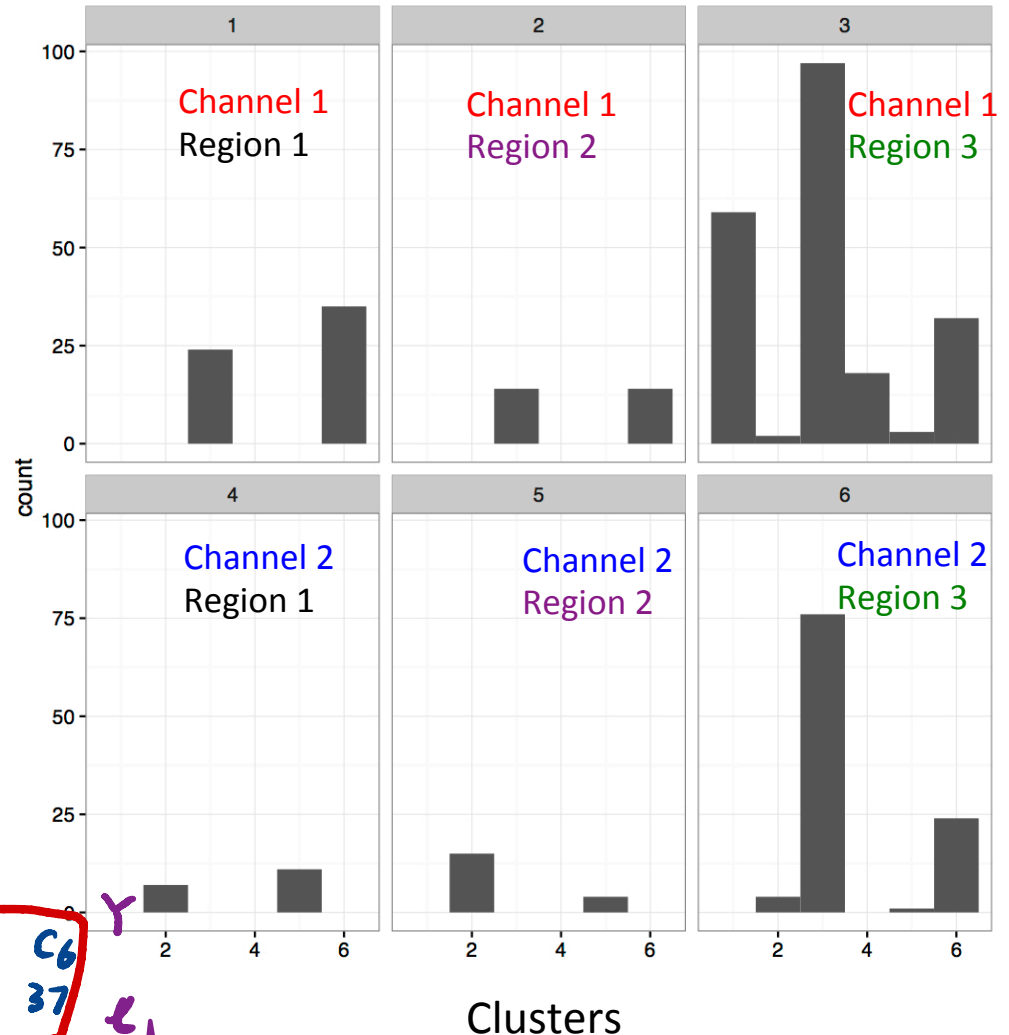 1
2
3
100
75
50
25
0
Channel 1
Region 1
Channel 1
Region 2
Channel 1
Region 3
count
4
5
6
100
75
50
25
Channel 2
Region 1
Channel 2
Region 2
Channel 2
Region 3
2 4 6
2 4 6
2 4 6
Clusters
C6
37